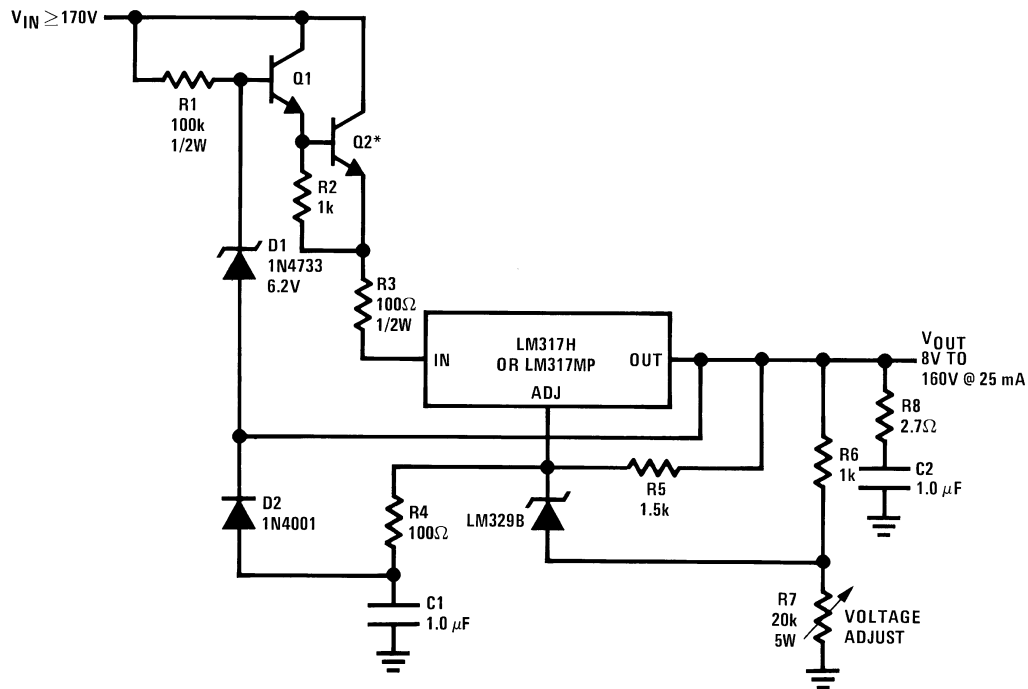 VIN ≥170V
R1
100k
1/2W
Q1
Q2*
R2
1k
D1
1N4733
6.2V
R3
100Ω
1/2W
LM317H
OR LM317MP
IN
OUT
ADJ
VOUT
8V TO
160V @ 25 mA
R8
2.7Ω
R6
1k
C2
1.0 μF
R5
1.5k
D2
1N4001
R4
100Ω
LM329B
C1
1.0 μF
R7
20k
5W
VOLTAGE
ADJUST